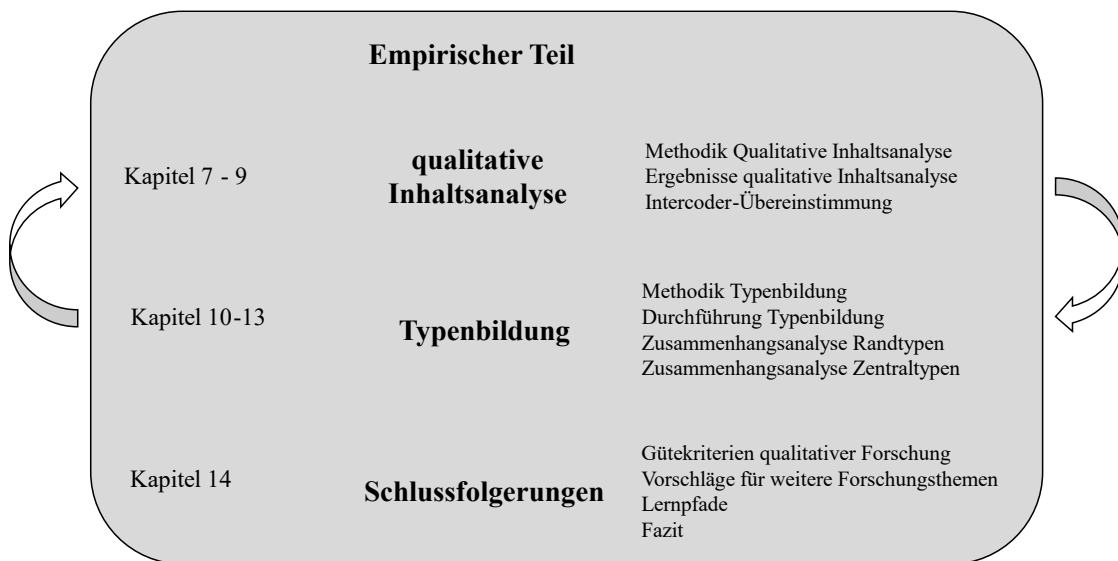 Empirischer Teil
Kapitel 7 - 9
qualitative
Inhaltsanalyse
Methodik Qualitative Inhaltsanalyse
Ergebnisse qualitative Inhaltsanalyse
Intercoder-Übereinstimmung
Kapitel 10-13
Typenbildung
Methodik Typenbildung
Durchführung Typenbildung
Zusammenhangsanalyse Randtypen
Zusammenhangsanalyse Zentraltypen
Kapitel 14
Schlussfolgerungen
Gütekriterien qualitativer Forschung
Vorschläge für weitere Forschungsthemen
Lernpfade
Fazit